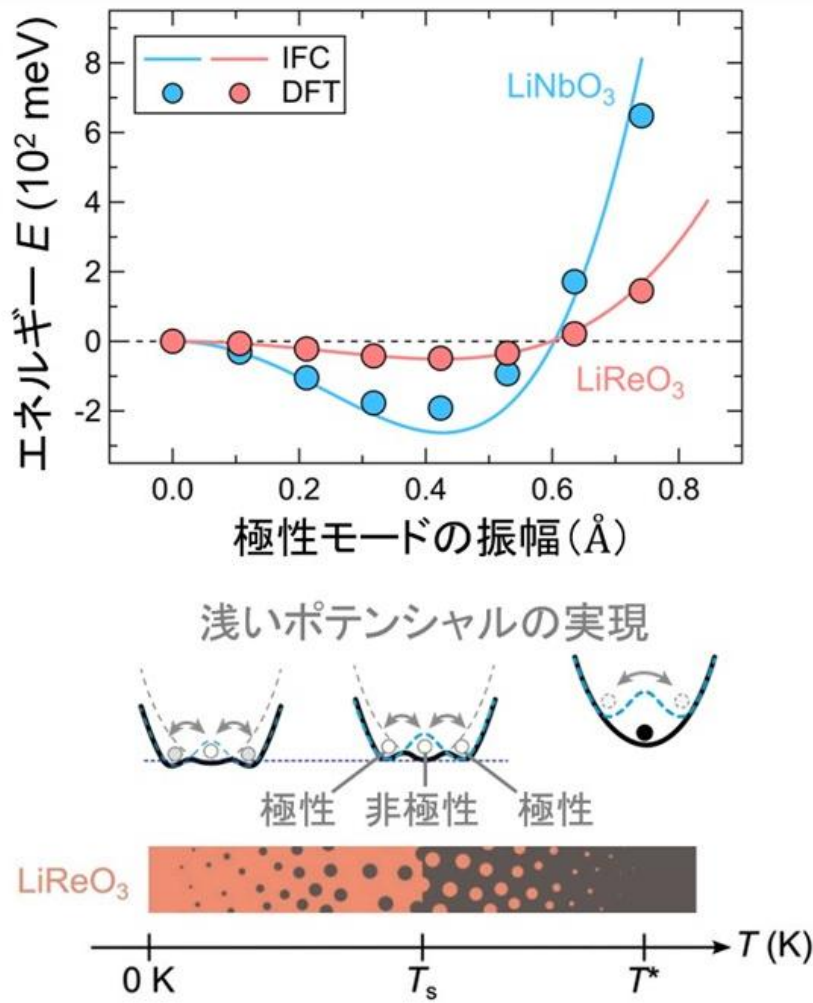 エネルギー E (10² meV)
8
6
4
2
0
-2
IFC
DFT
LiNbO₃
LiReO₃
0.0 0.2 0.4 0.6 0.8
極性モードの振幅(Å)
浅いポテンシャルの実現
極性 非極性 極性
LiReO₃
T (K)
0 K Tₛ T*